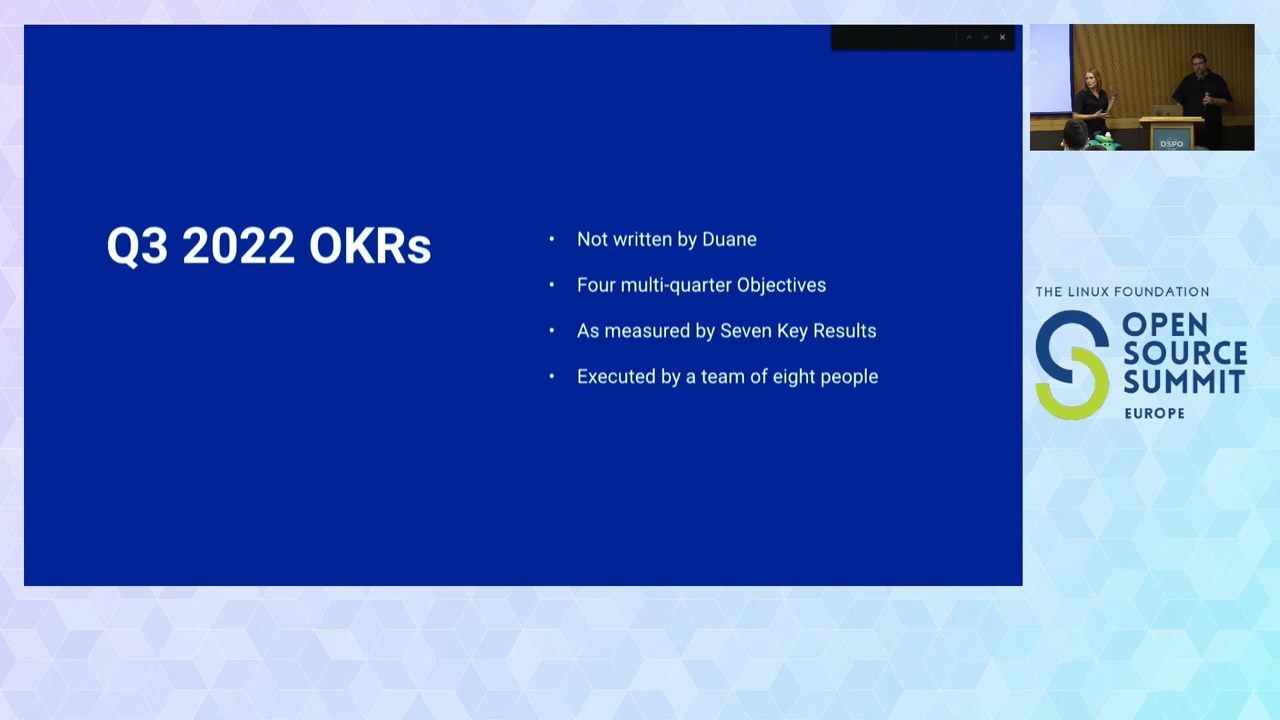 Q3 2022 OKRs
• Not written by Duane
• Four multi-quarter Objectives
• As measured by Seven Key Results
• Executed by a team of eight people
OSPO
THE LINUX FOUNDATION
OPEN
SOURCE
SUMMIT
EUROPE